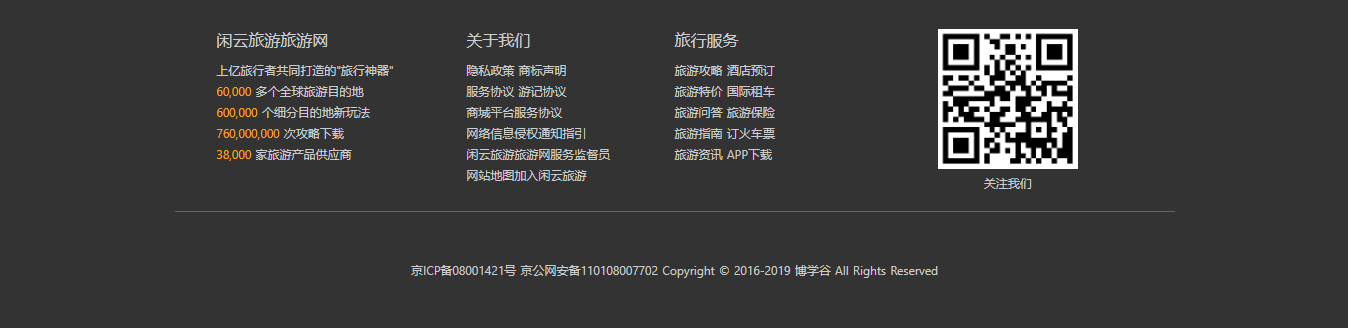 闲云旅游旅游网
上亿旅行者共同打造的"旅行神器"
60,000 多个全球旅游目的地
600,000 个细分目的地新玩法
760,000,000 次攻略下载
38,000 家旅游产品供应商
关于我们
隐私政策 商标声明
服务协议 游记协议
商城平台服务协议
网络信息侵权通知指引
闲云旅游旅游网服务监督员
网站地图加入闲云旅游
旅行服务
旅游攻略 酒店预订
旅游特价 国际租车
旅游问答 旅游保险
旅游指南 订火车票
旅游资讯 APP下载
关注我们
京ICP备08001421号 京公网安备110108007702 Copyright © 2016-2019 博学谷 All Rights Reserved